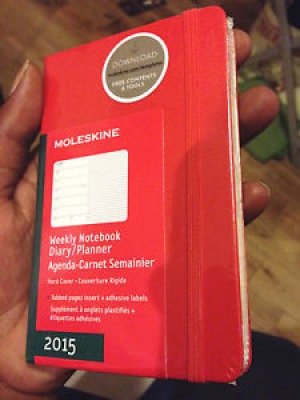 DOWNLOAD
FREE CONTENTS
& TOOLS
MOLESKINE
Weekly Notebook
Diary/Planner
Agenda-Carnet Semainier
Hard Cover - Couverture Rigide
Tabbed pages insert + adhesive labels
Supplément à onglets plastifiés +
étiquettes adhésives
2015